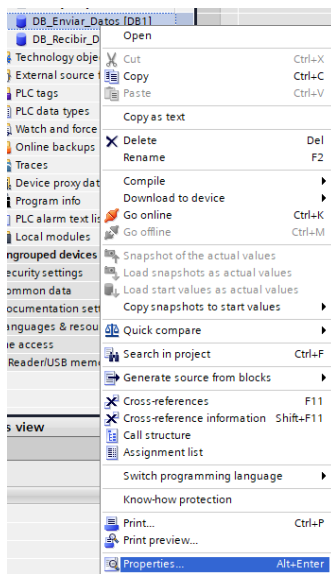 DB_Enviar_Datos [DB1]
DB_Recibir_D
Technology obje
External source f
PLC tags
PLC data types
Watch and force
Online backups
Traces
Device proxy dat
Program info
PLC alarm text lis
Local modules
ngrouped devices
ecurity settings
ommon data
ocumentation sett
anguages & resou
ne access
Reader/USB mem
s view
Open
Cut Ctrl+X
Copy Ctrl+C
Paste Ctrl+V
Copy as text
Delete Del
Rename F2
Compile
Download to device
Go online Ctrl+K
Go offline Ctrl+M
Snapshot of the actual values
Load snapshots as actual values
Load start values as actual values
Copy snapshots to start values
Quick compare
Search in project Ctrl+F
Generate source from blocks
Cross-references F11
Cross-reference information Shift+F11
Call structure
Assignment list
Switch programming language
Know-how protection
Print... Ctrl+P
Print preview...
Properties... Alt+Enter